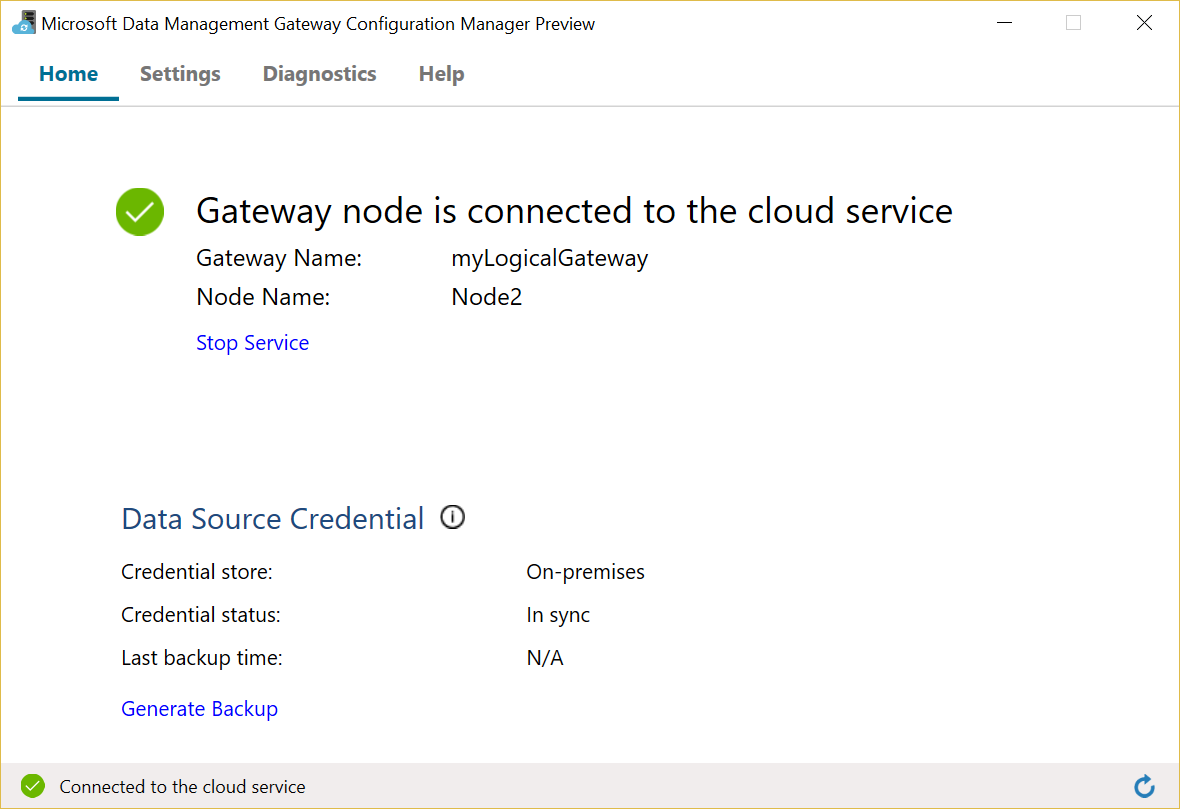 Microsoft Data Management Gateway Configuration Manager Preview
Home Settings Diagnostics Help
Gateway node is connected to the cloud service
Gateway Name: myLogicalGateway
Node Name: Node2
Stop Service
Data Source Credential
Credential store: On-premises
Credential status: In sync
Last backup time: N/A
Generate Backup
Connected to the cloud service